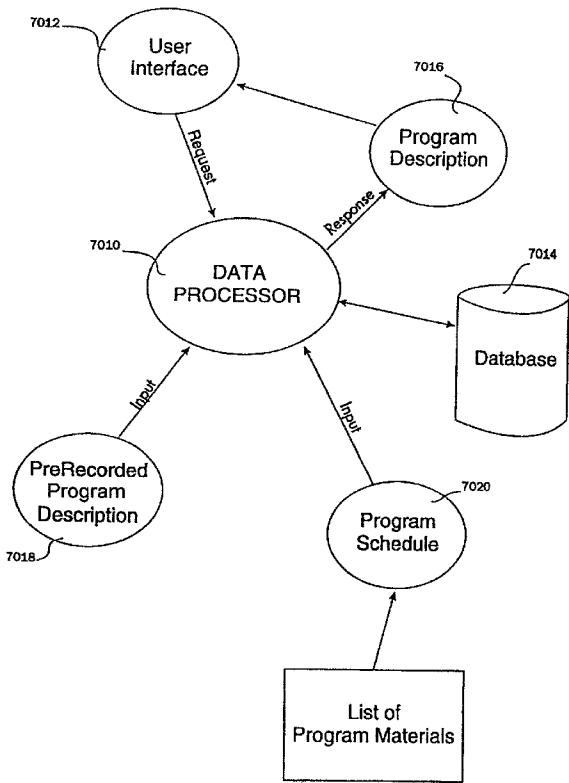 7012
User
Interface
7016
Program
Description
Request
Response
7010
DATA
PROCESSOR
7014
Database
Input
Input
PreRecorded
Program
Description
7018
7020
Program
Schedule
List of
Program Materials